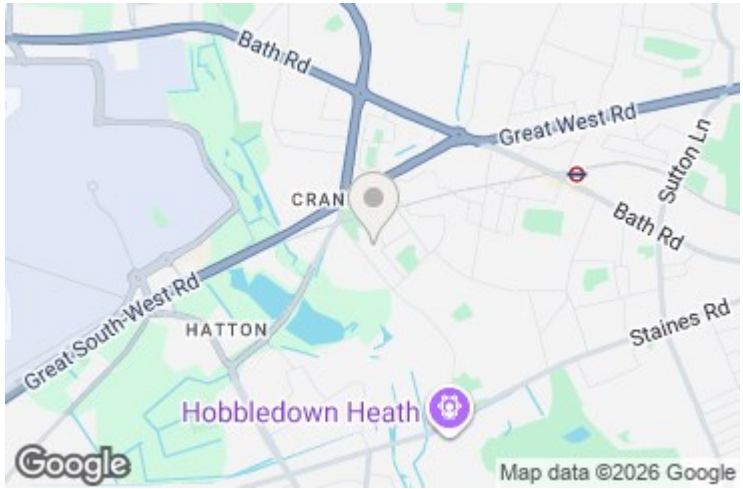 Bath Rd
Great West Rd
Sutton Ln
CRAN
Bath Rd
Great South-West Rd
HATTON
Staines Rd
Hobbledown Heath
Google
Map data ©2026 Google